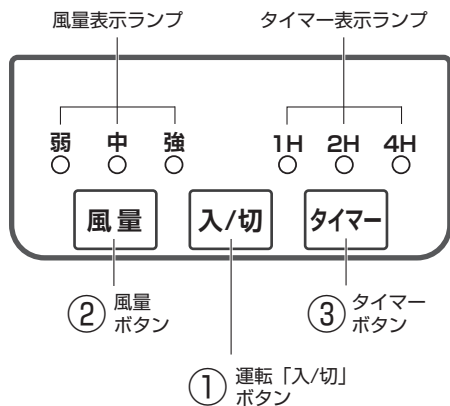 風量表示ランプ
タイマー表示ランプ
弱 中 強
1H 2H 4H
風量
入/切
タイマー
② 風量
ボタン
③ タイマー
ボタン
① 運転「入/切」
ボタン